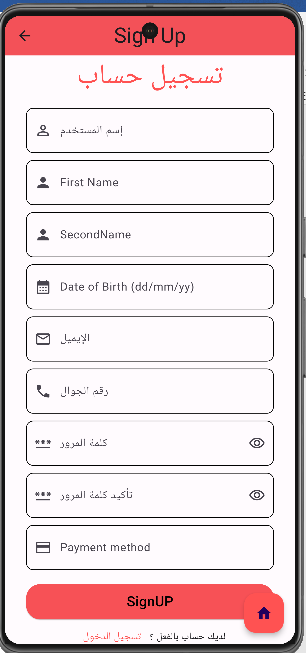 Sign Up
تسجيل حساب
إسم المستخدم
First Name
SecondName
Date of Birth (dd/mm/yy)
الإيميل
رقم الجوال
كلمة المرور
تأكيد كلمة المرور
Payment method
SignUP
لديك حساب بالفعل ؟ تسجيل الدخول